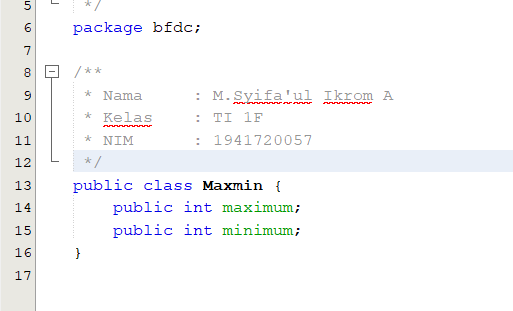 5 */
6 package bfdc;
7
8 /**
9 * Nama : M.Syifa'ul Ikrom A
10 * Kelas : TI 1F
11 * NIM : 1941720057
12 */
13 public class Maxmin {
14 public int maximum;
15 public int minimum;
16 }
17